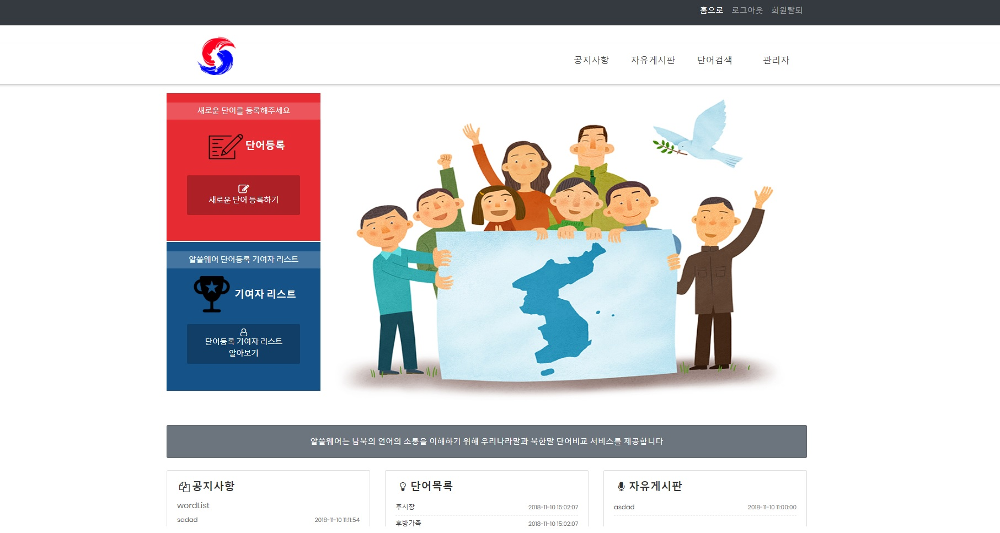 홈으로 로그아웃 회원탈퇴
공지사항 자유게시판 단어검색 관리자
새로운 단어를 등록해주세요
단어등록
새로운 단어 등록하기
알쓸웨어 단어등록 기여자 리스트
기여자 리스트
단어등록 기여자 리스트
알아보기
알쓸웨어는 남북의 언어의 소통을 이해하기 위해 우리나라말과 북한말 단어비교 서비스를 제공합니다
공지사항
wordList
sadad 2018-11-10 11:11:54
단어목록
후시창 2018-11-10 15:02:07
후방가족 2018-11-10 15:02:07
자유게시판
asdad 2018-11-10 11:00:00